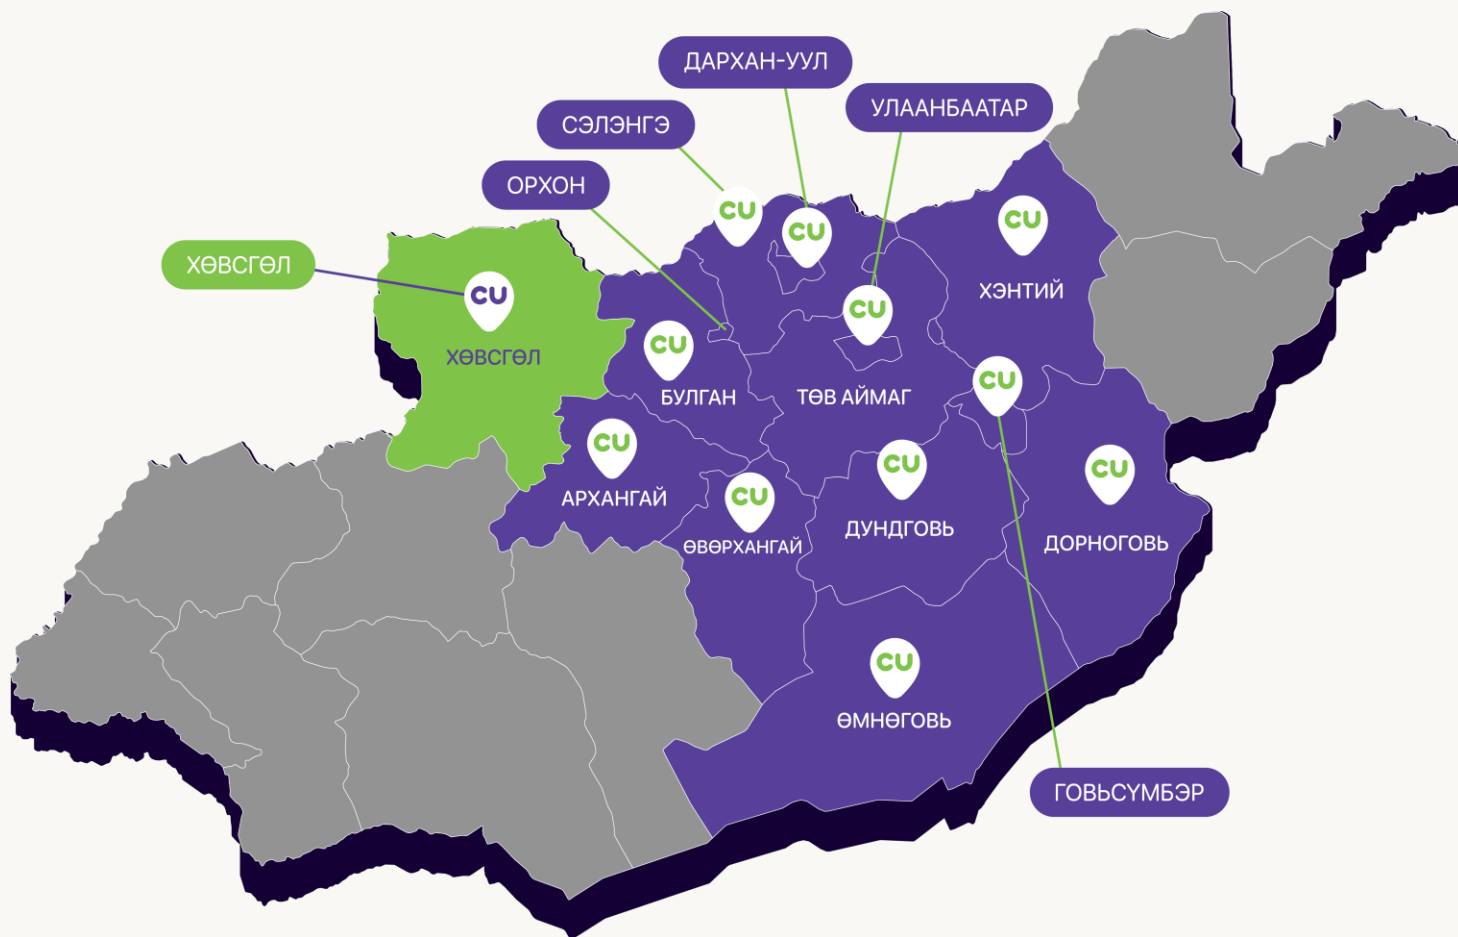 ДАРХАН-УУЛ
УЛААНБААТАР
СЭЛЭНГЭ
ОРХОН
CU
CU
CU
ХӨВСГӨЛ
ХЭНТИЙ
CU
CU
ХӨВСГӨЛ
CU
БУЛГАН
ТӨВ АЙМАГ
CU
CU
АРХАНГАЙ
CU
CU
CU
ӨВӨРХАНГАЙ
ДУНДГОВЬ
ДОРНОГОВЬ
CU
ӨМНӨГОВЬ
ГОВЬСҮМБЭР